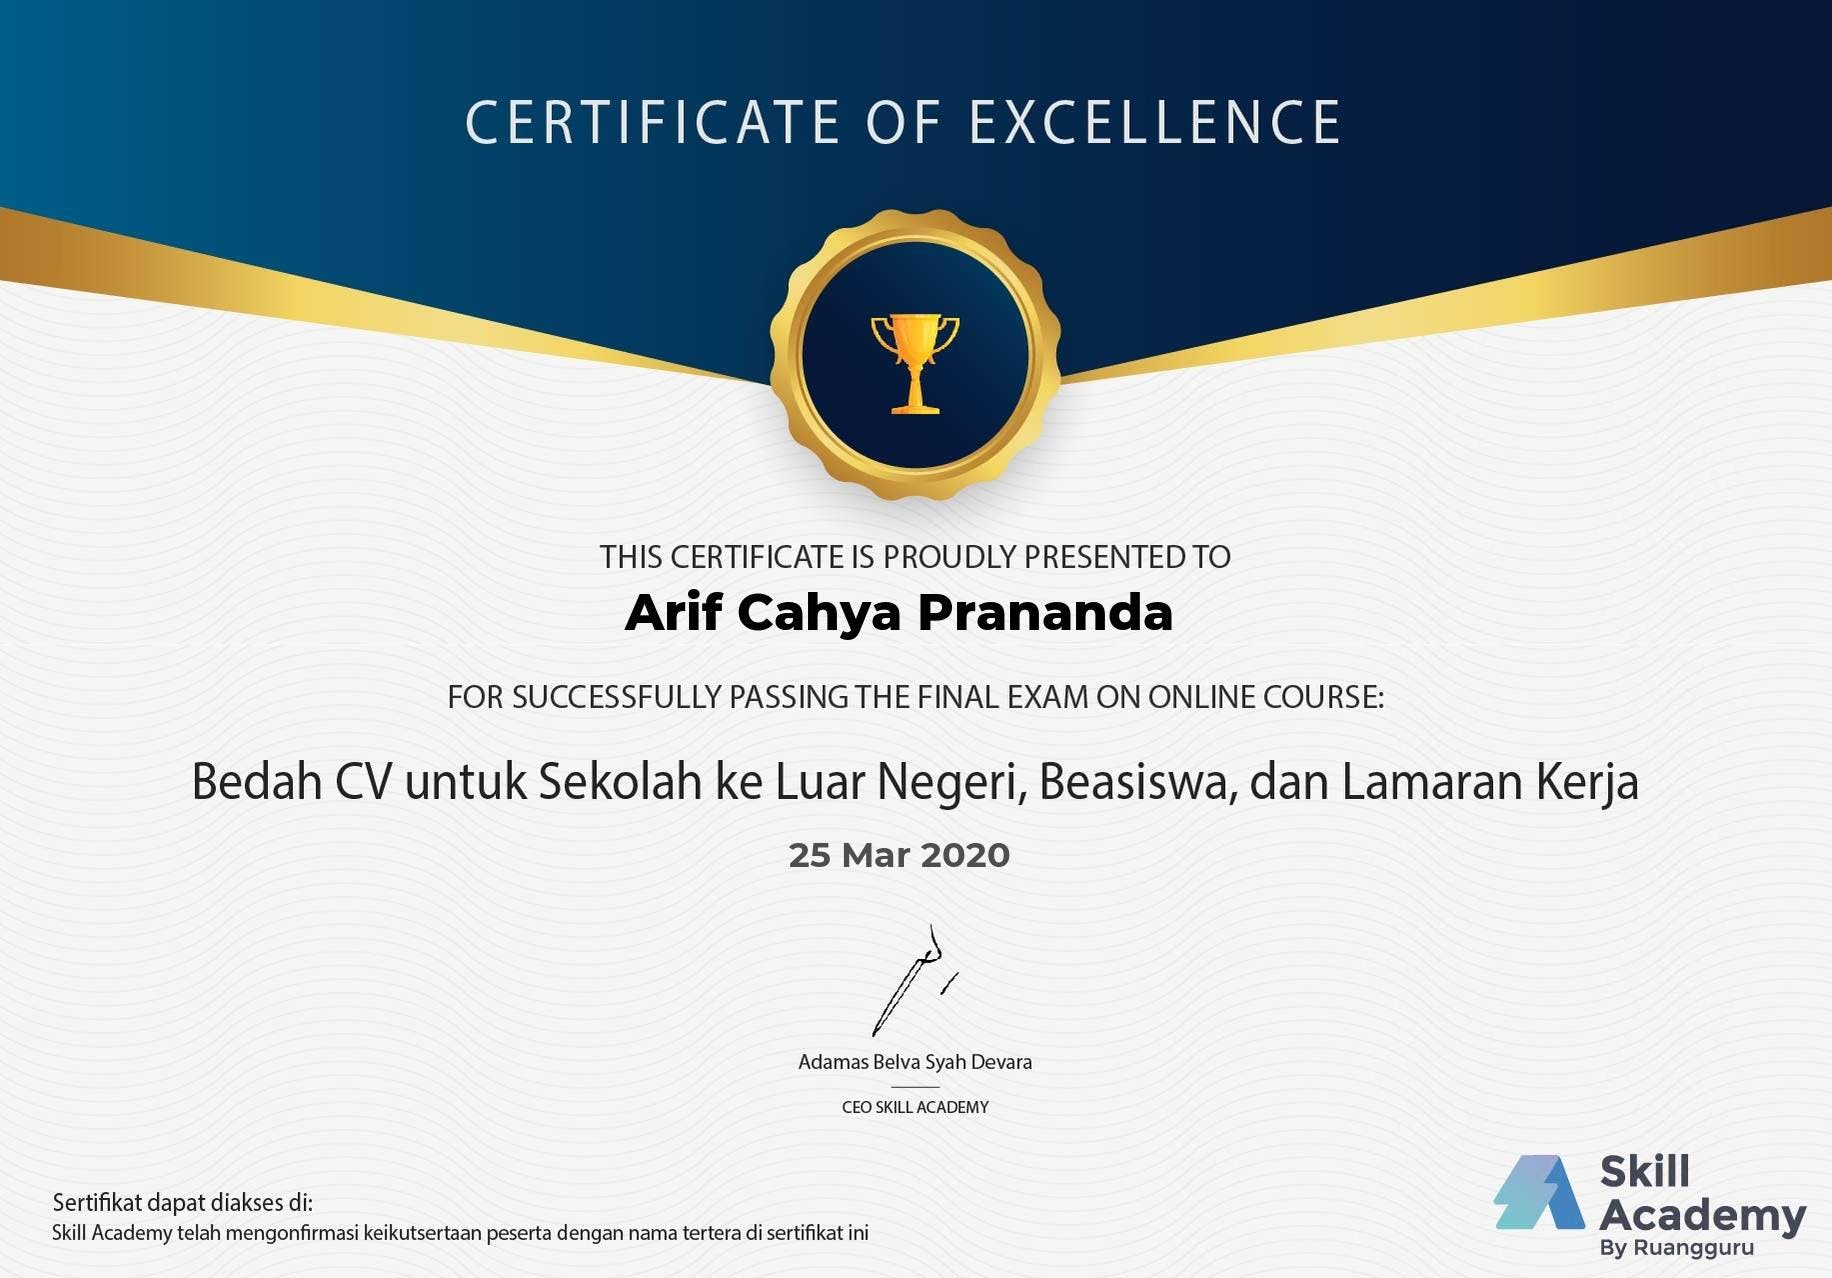 CERTIFICATE OF EXCELLENCE
THIS CERTIFICATE IS PROUDLY PRESENTED TO
Arif Cahya Prananda
FOR SUCCESSFULLY PASSING THE FINAL EXAM ON ONLINE COURSE:
Bedah CV untuk Sekolah ke Luar Negeri, Beasiswa, dan Lamaran Kerja
25 Mar 2020
Adamas Belva Syah Devara
CEO SKILL ACADEMY
Sertifikat dapat diakses di:
Skill Academy telah mengonfirmasi keikutsertaan peserta dengan nama tertera di sertifikat ini
Skill
Academy
By Ruangguru